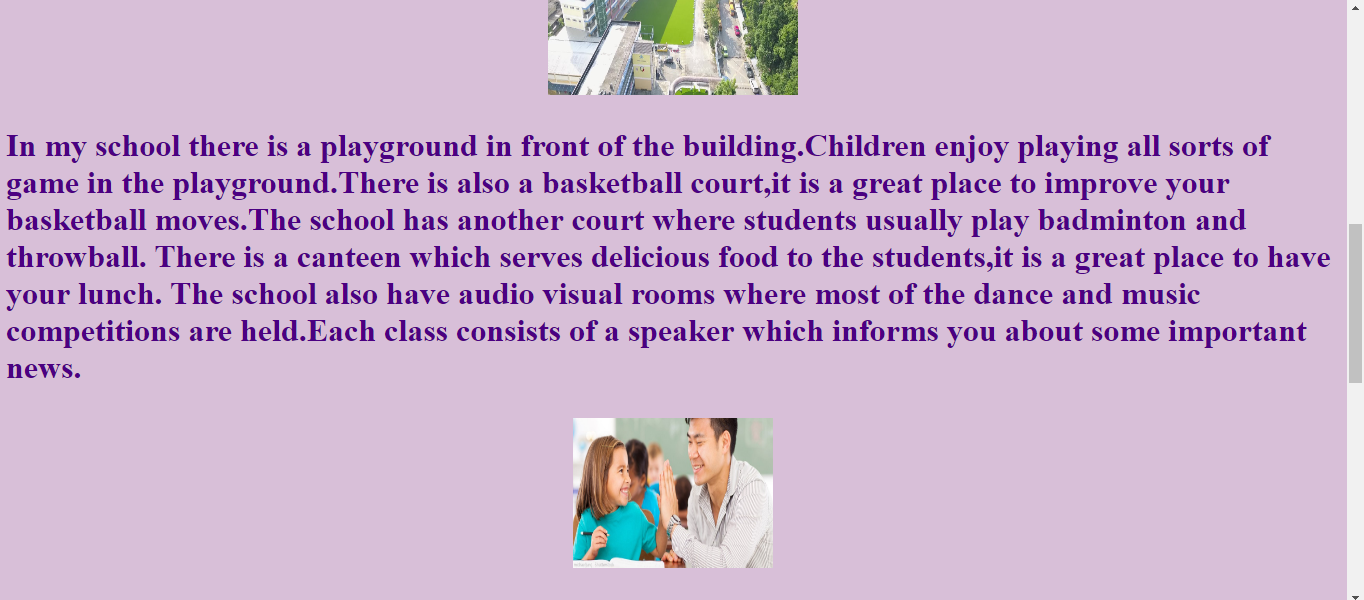 In my school there is a playground in front of the building.Children enjoy playing all sorts of
game in the playground.There is also a basketball court,it is a great place to improve your
basketball moves.The school has another court where students usually play badminton and
throwball. There is a canteen which serves delicious food to the students,it is a great place to have
your lunch. The school also have audio visual rooms where most of the dance and music
competitions are held.Each class consists of a speaker which informs you about some important
news.